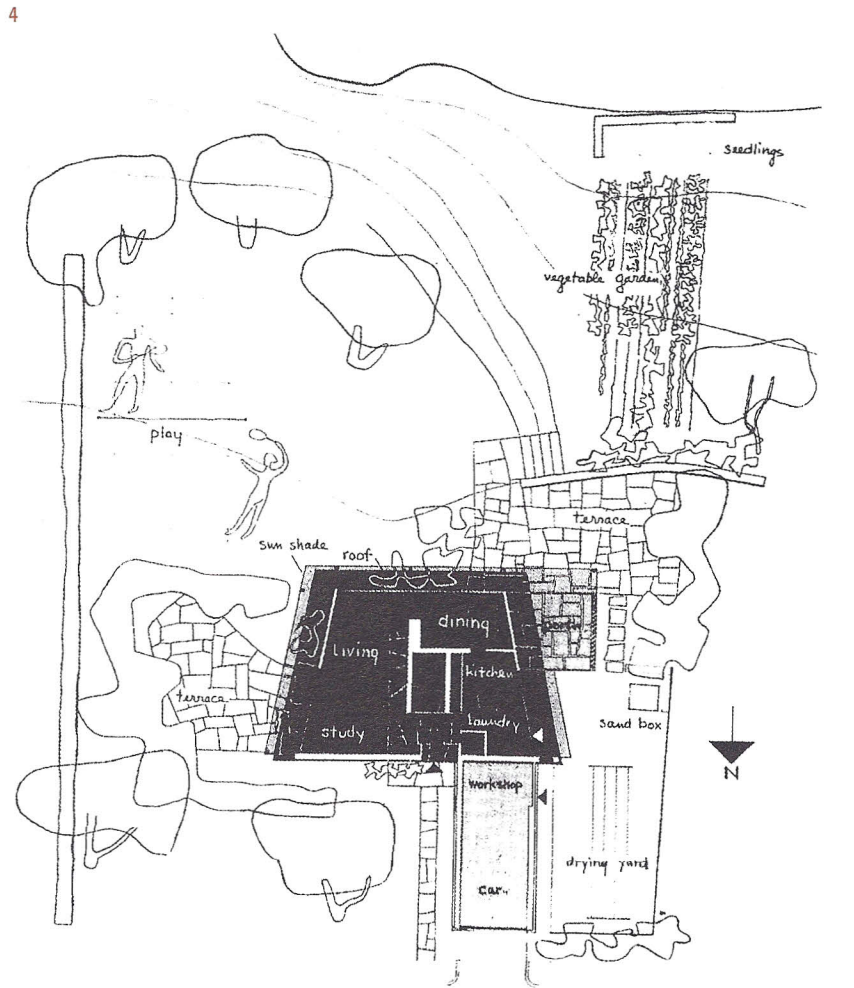 4
seedlings
vegetable garden
play
terrace
sun shade
roof
dining
porch
living
kitchen
terrace
laundry
sand box
study
N
workshop
drying yard
car